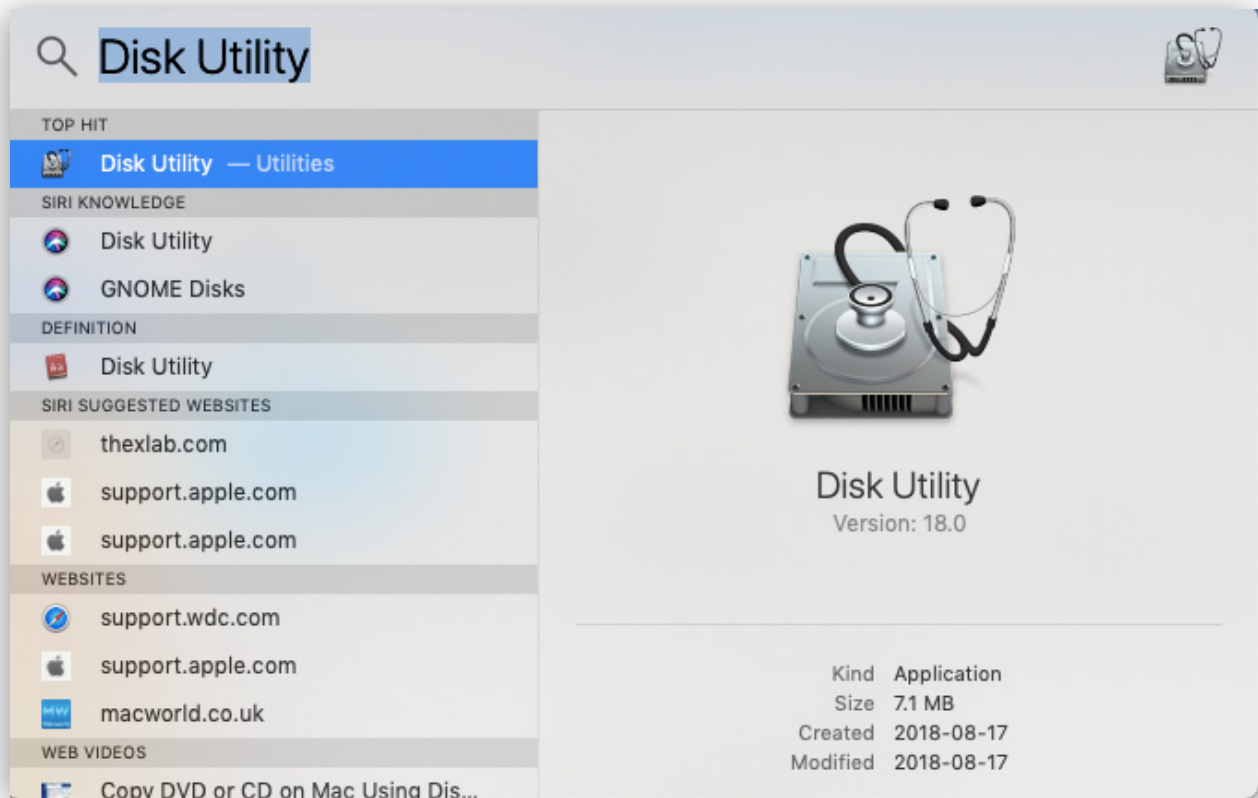 Disk Utility
TOP HIT
Disk Utility — Utilities
SIRI KNOWLEDGE
Disk Utility
GNOME Disks
DEFINITION
Disk Utility
SIRI SUGGESTED WEBSITES
thexlab.com
support.apple.com
support.apple.com
WEBSITES
support.wdc.com
support.apple.com
macworld.co.uk
WEB VIDEOS
Copy DVD or CD on Mac Using Dis...
Disk Utility
Version: 18.0
Kind Application
Size 7.1 MB
Created 2018-08-17
Modified 2018-08-17